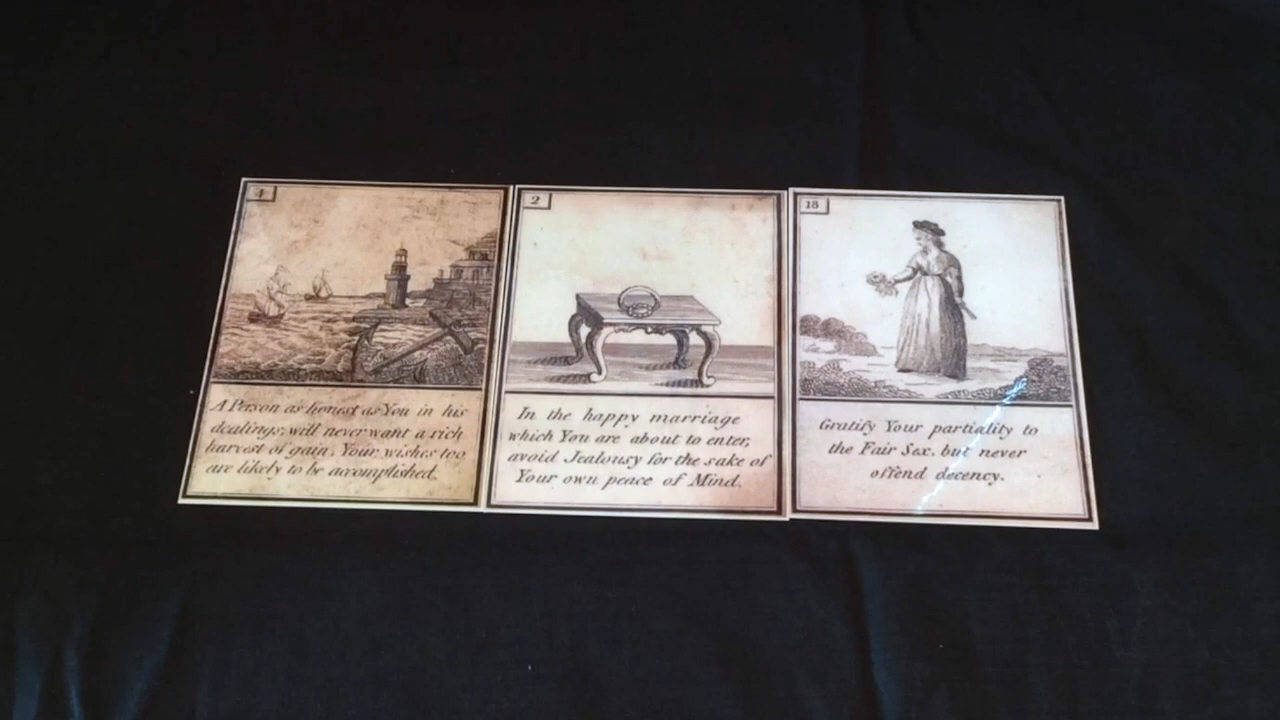 4
A Person as honest as You in his
dealings, will never want a rich
harvest of gain. Your wishes too
are likely to be accomplished.
2
In the happy marriage
which You are about to enter,
avoid Jealousy for the sake of
Your own peace of Mind.
18
Gratify Your partiality to
the Fair Sex. but never
offend decency.